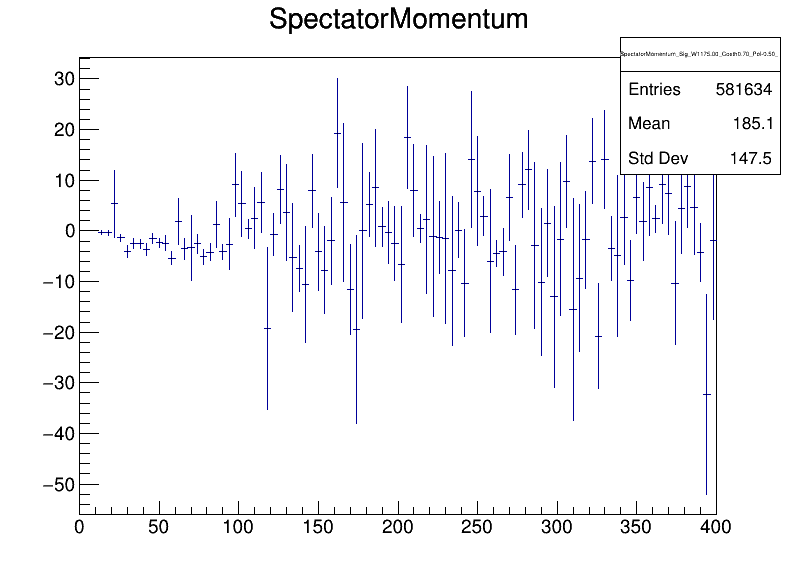 SpectatorMomentum
SpectatorMomentum_Sig_W1175.00_Costh0.70_Pol-0.50_
Entries 581634
Mean 185.1
Std Dev 147.5
30
20
10
0
−10
−20
−30
−40
−50
0 50 100 150 200 250 300 350 400